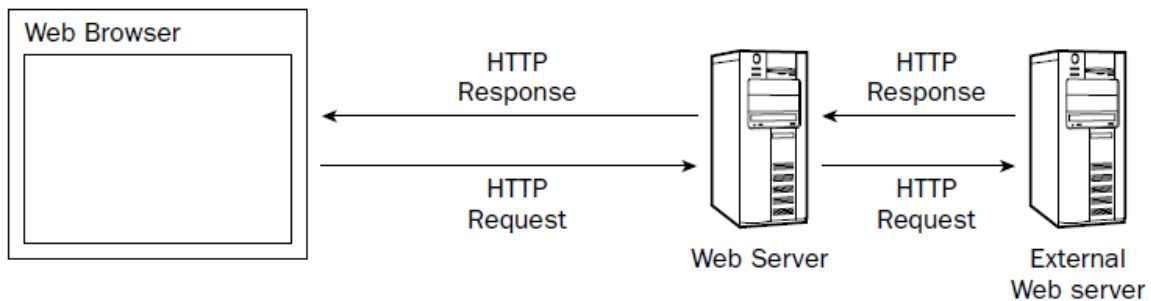 Web Browser
HTTP
Response
HTTP
Response
HTTP
Request
HTTP
Request
Web Server
External
Web server